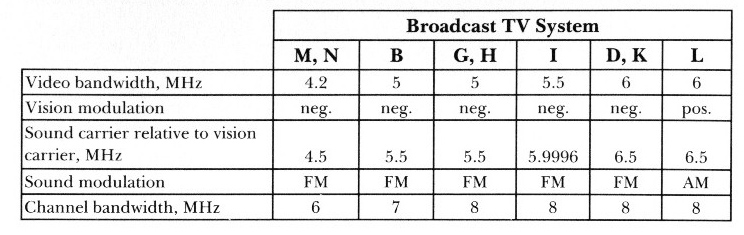 Broadcast TV System
M, N B G, H I D, K L
Video bandwidth, MHz 4.2 5 5 5.5 6 6
Vision modulation neg. neg. neg. neg. neg. pos.
Sound carrier relative to vision
carrier, MHz 4.5 5.5 5.5 5.9996 6.5 6.5
Sound modulation FM FM FM FM FM AM
Channel bandwidth, MHz 6 7 8 8 8 8